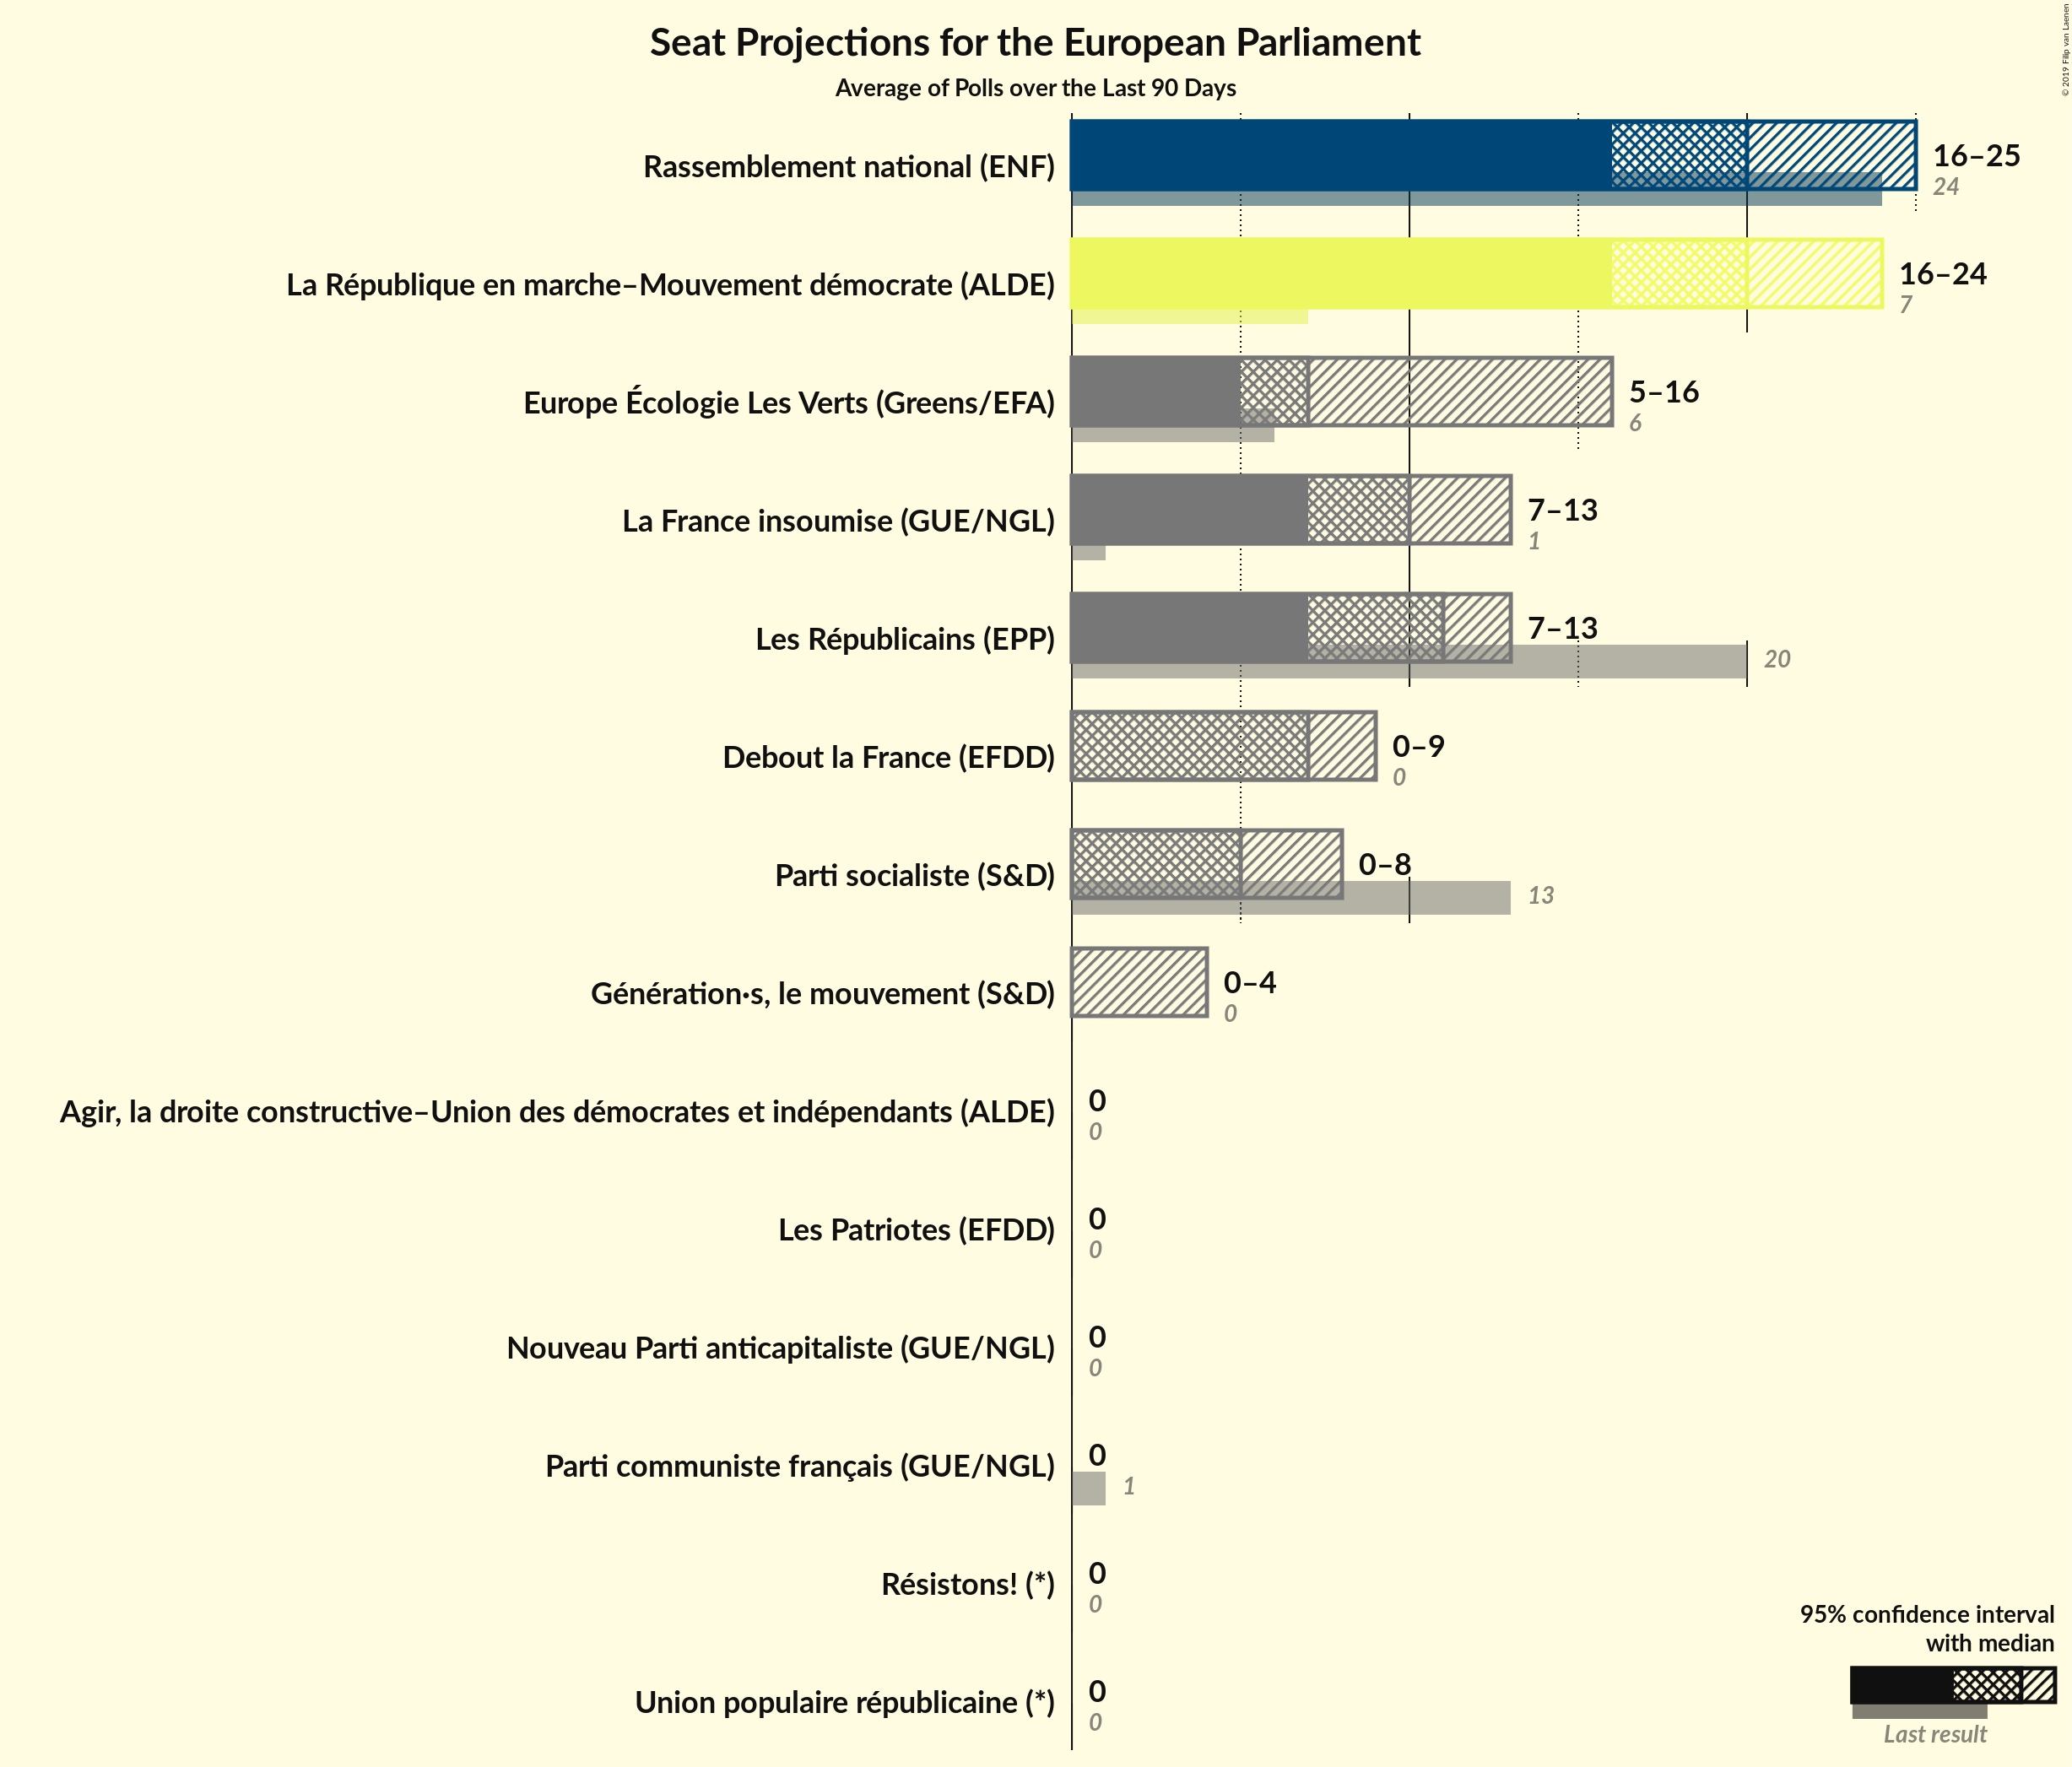 Seat Projections for the European Parliament
Average of Polls over the Last 90 Days
© 2019 Filip van Laenen
Rassemblement national (ENF)
16–25
24
La République en marche–Mouvement démocrate (ALDE)
16–24
7
Europe Écologie Les Verts (Greens/EFA)
5–16
6
La France insoumise (GUE/NGL)
7–13
1
Les Républicains (EPP)
7–13
20
Debout la France (EFDD)
0–9
0
Parti socialiste (S&D)
0–8
13
Génération·s, le mouvement (S&D)
0–4
0
Agir, la droite constructive–Union des démocrates et indépendants (ALDE)
0
0
Les Patriotes (EFDD)
0
0
Nouveau Parti anticapitaliste (GUE/NGL)
0
0
Parti communiste français (GUE/NGL)
0
1
Résistons! (*)
0
0
Union populaire républicaine (*)
0
0
95% confidence interval
with median
Last result